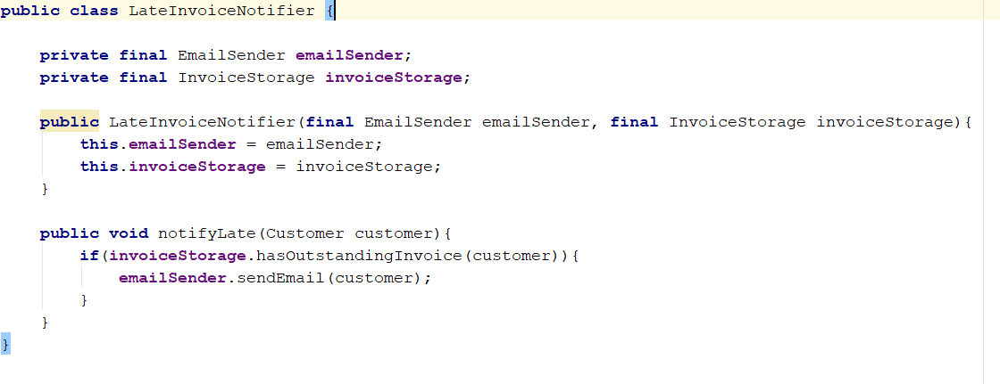 public class LateInvoiceNotifier {
private final EmailSender emailSender;
private final InvoiceStorage invoiceStorage;
public LateInvoiceNotifier(final EmailSender emailSender, final InvoiceStorage invoiceStorage){
this.emailSender = emailSender;
this.invoiceStorage = invoiceStorage;
}
public void notifyLate(Customer customer){
if(invoiceStorage.hasOutstandingInvoice(customer)){
emailSender.sendEmail(customer);
}
}
}